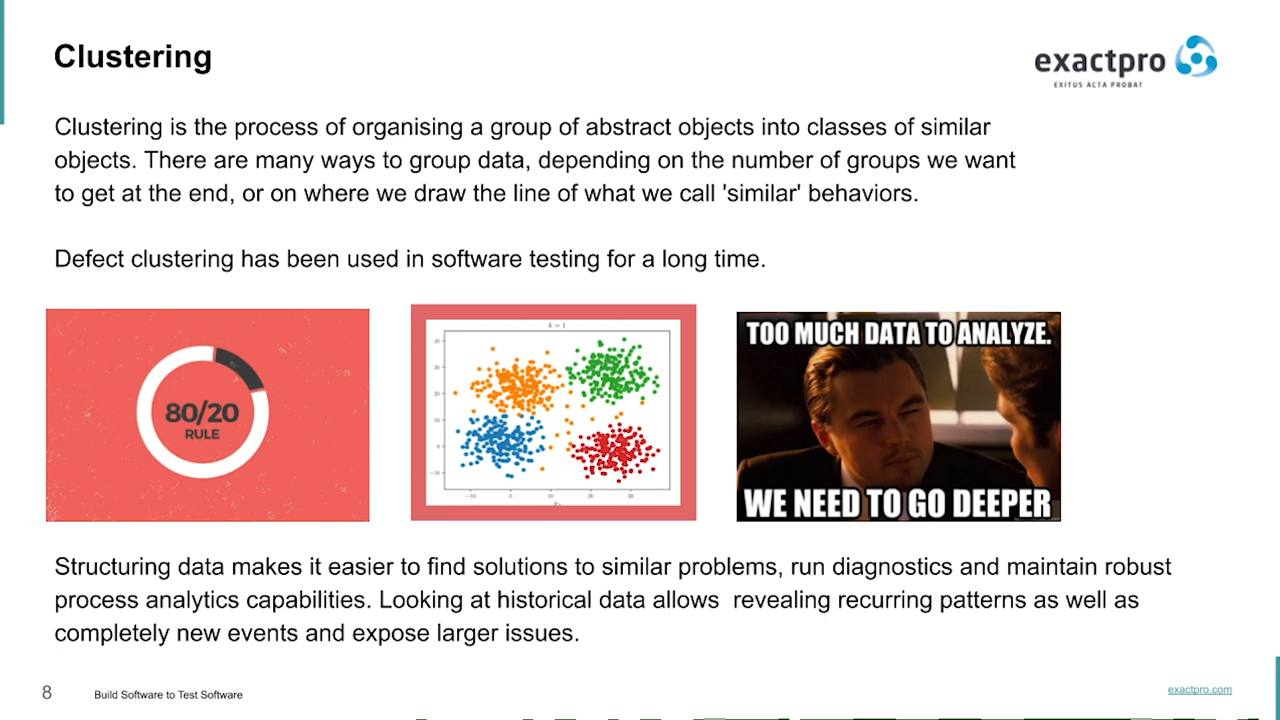 Clustering
exactpro
EXITUS ACTA PROBAT
Clustering is the process of organising a group of abstract objects into classes of similar
objects. There are many ways to group data, depending on the number of groups we want
to get at the end, or on where we draw the line of what we call 'similar' behaviors.
Defect clustering has been used in software testing for a long time.
80/20
RULE
TOO MUCH DATA TO ANALYZE.
WE NEED TO GO DEEPER
Structuring data makes it easier to find solutions to similar problems, run diagnostics and maintain robust
process analytics capabilities. Looking at historical data allows  revealing recurring patterns as well as
completely new events and expose larger issues.
8
Build Software to Test Software
exactpro.com